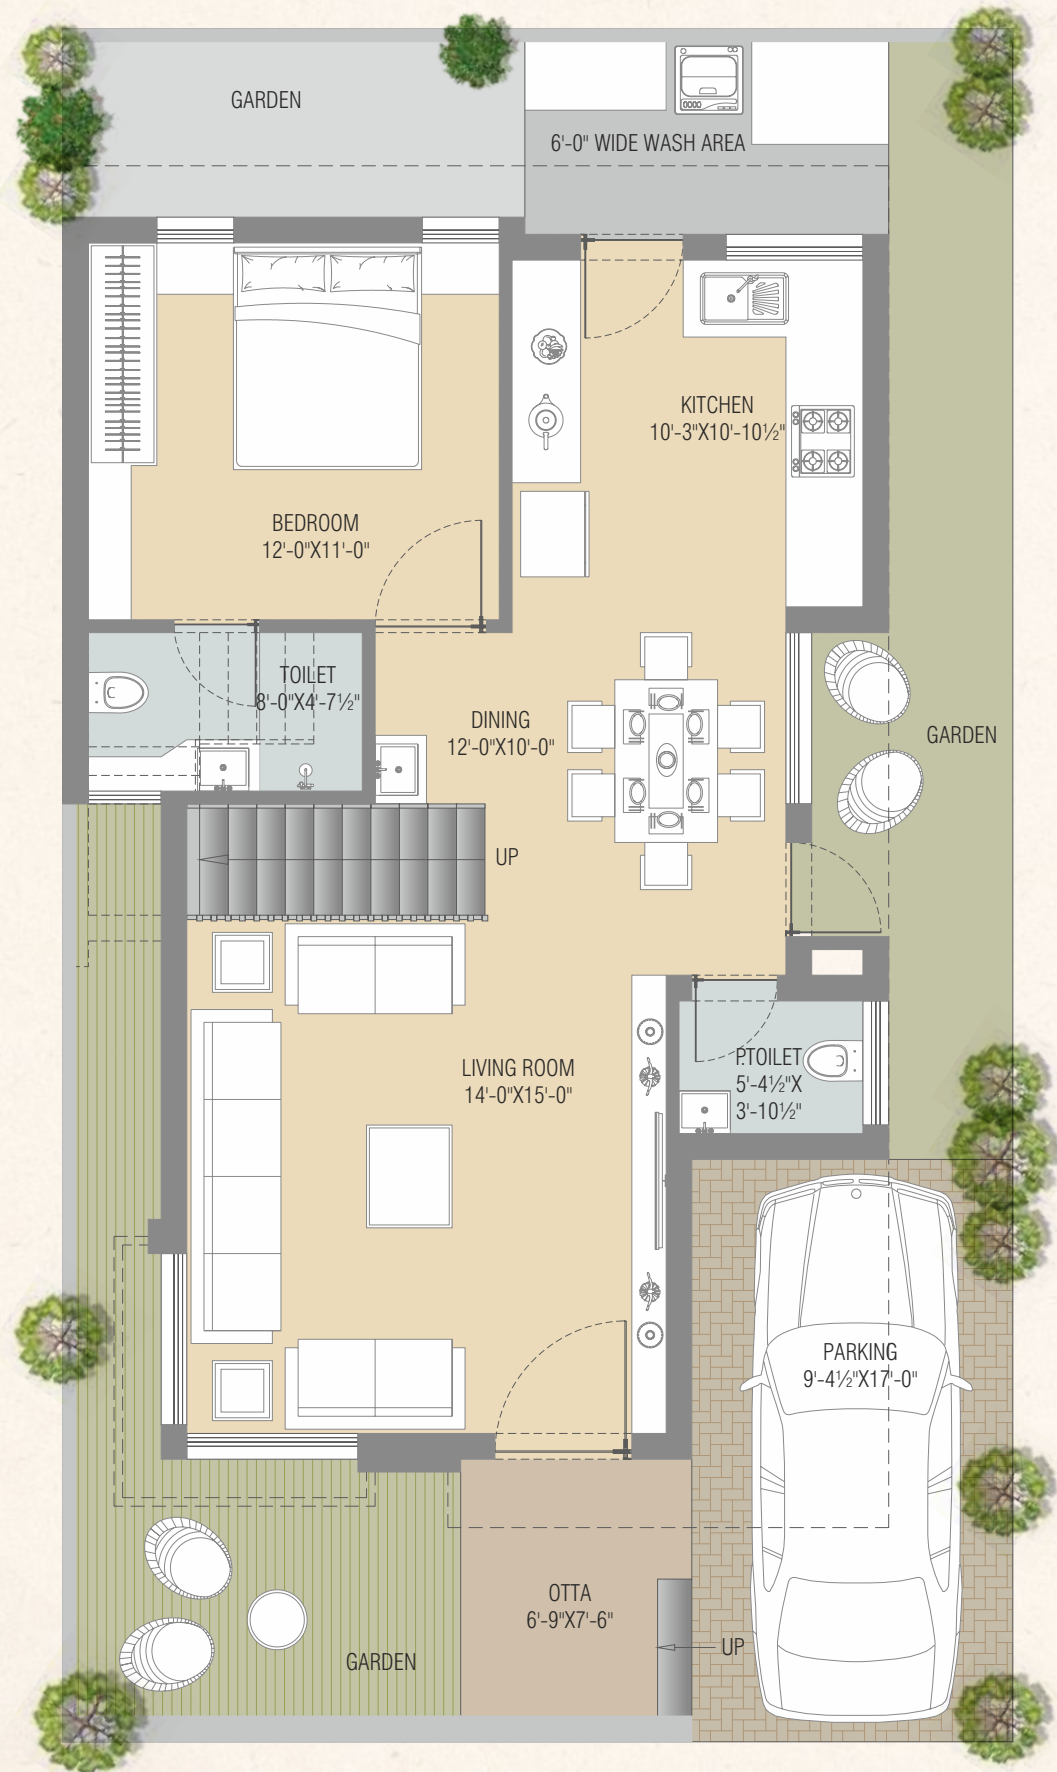 GARDEN
6'-0" WIDE WASH AREA
KITCHEN
10'-3"X10'-10½"
BEDROOM
12'-0"X11'-0"
TOILET
8'-0"X4'-7½"
DINING
12'-0"X10'-0"
GARDEN
UP
LIVING ROOM
14'-0"X15'-0"
P.TOILET
5'-4½"X
3'-10½"
PARKING
9'-4½"X17'-0"
OTTA
6'-9"X7'-6"
UP
GARDEN